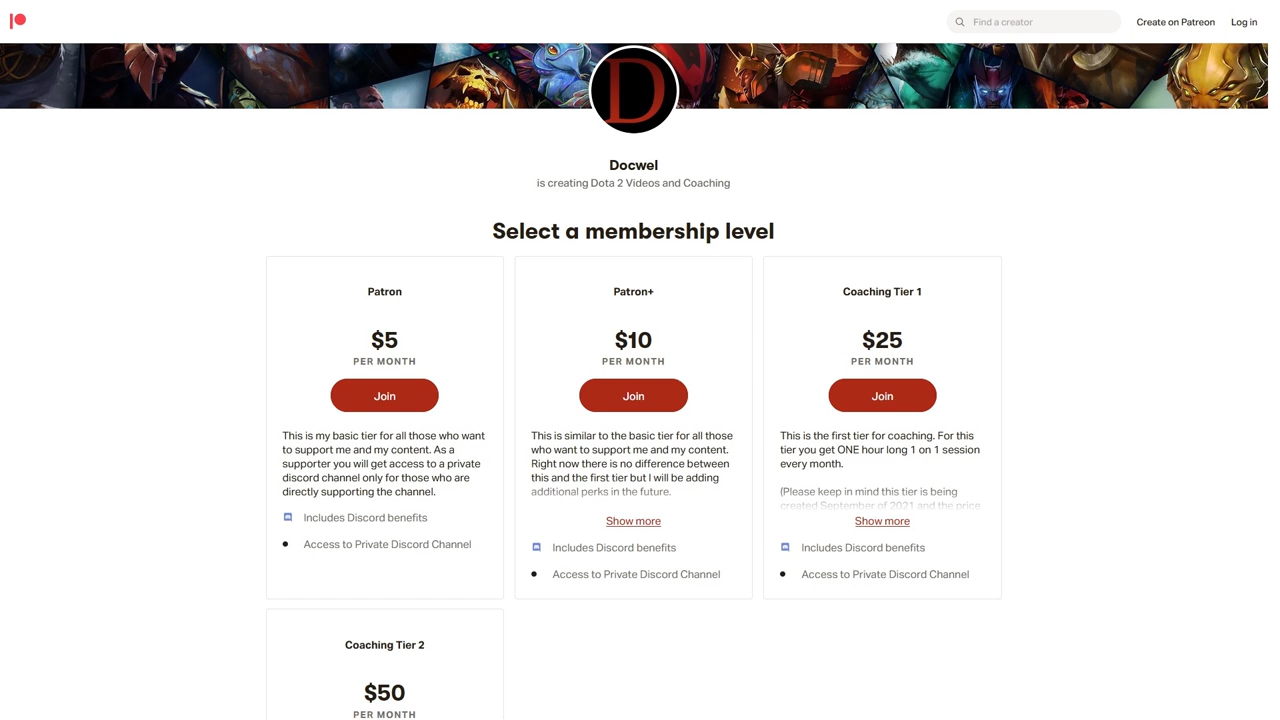 Find a creator
Create on Patreon
Log in
D
Docwel
is creating Dota 2 Videos and Coaching
Select a membership level
Patron
$5
PER MONTH
Join
This is my basic tier for all those who want
to support me and my content. As a
supporter you will get access to a private
discord channel only for those who are
directly supporting the channel.
Includes Discord benefits
Access to Private Discord Channel
Patron+
$10
PER MONTH
Join
This is similar to the basic tier for all those
who want to support me and my content.
Right now there is no difference between
this and the first tier but I will be adding
additional perks in the future.
Show more
Includes Discord benefits
Access to Private Discord Channel
Coaching Tier 1
$25
PER MONTH
Join
This is the first tier for coaching. For this
tier you get ONE hour long 1 on 1 session
every month.
(Please keep in mind this tier is being
created September of 2021 and the price
Show more
Includes Discord benefits
Access to Private Discord Channel
Coaching Tier 2
$50
PER MONTH